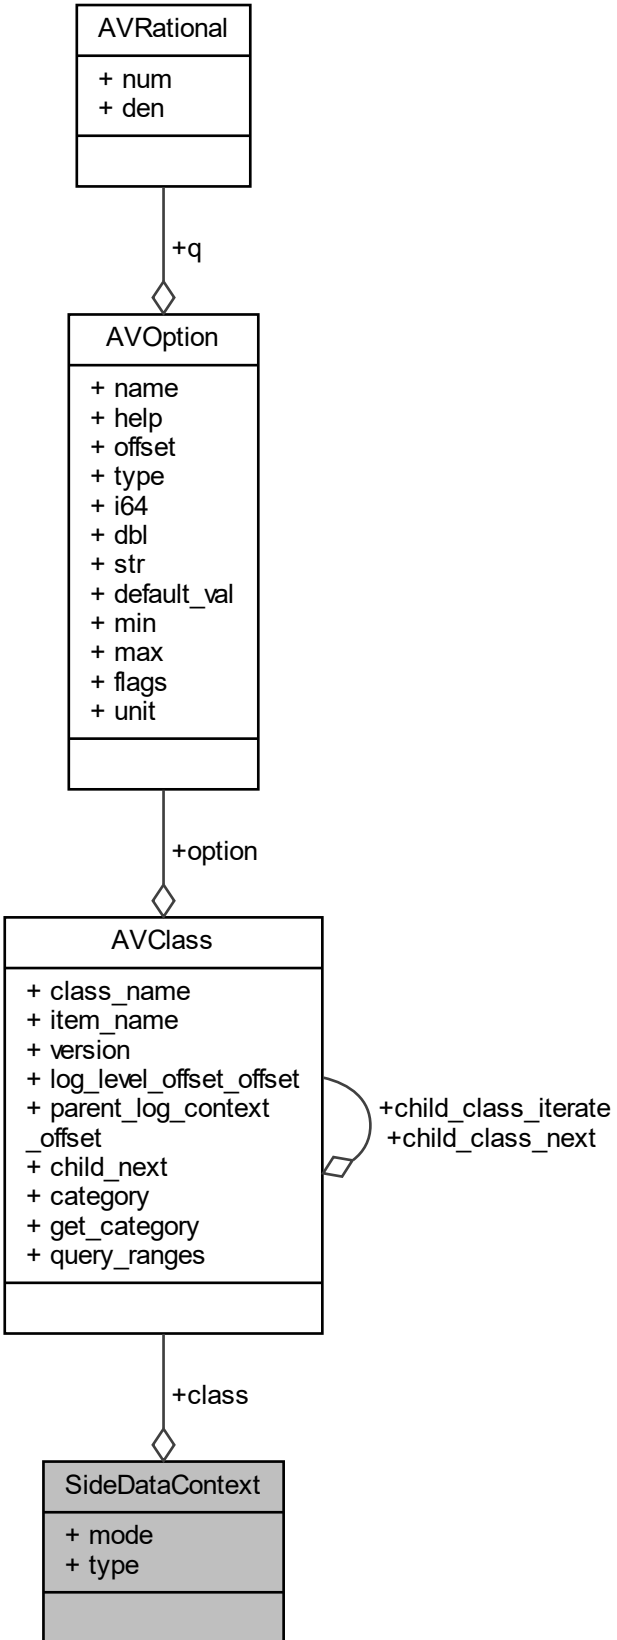 AVRational
+ num
+ den
+q
AVOption
+ name
+ help
+ offset
+ type
+ i64
+ dbl
+ str
+ default_val
+ min
+ max
+ flags
+ unit
+option
AVClass
+ class_name
+ item_name
+ version
+ log_level_offset_offset
+ parent_log_context
_offset
+ child_next
+ category
+ get_category
+ query_ranges
+child_class_iterate
+child_class_next
+class
SideDataContext
+ mode
+ type